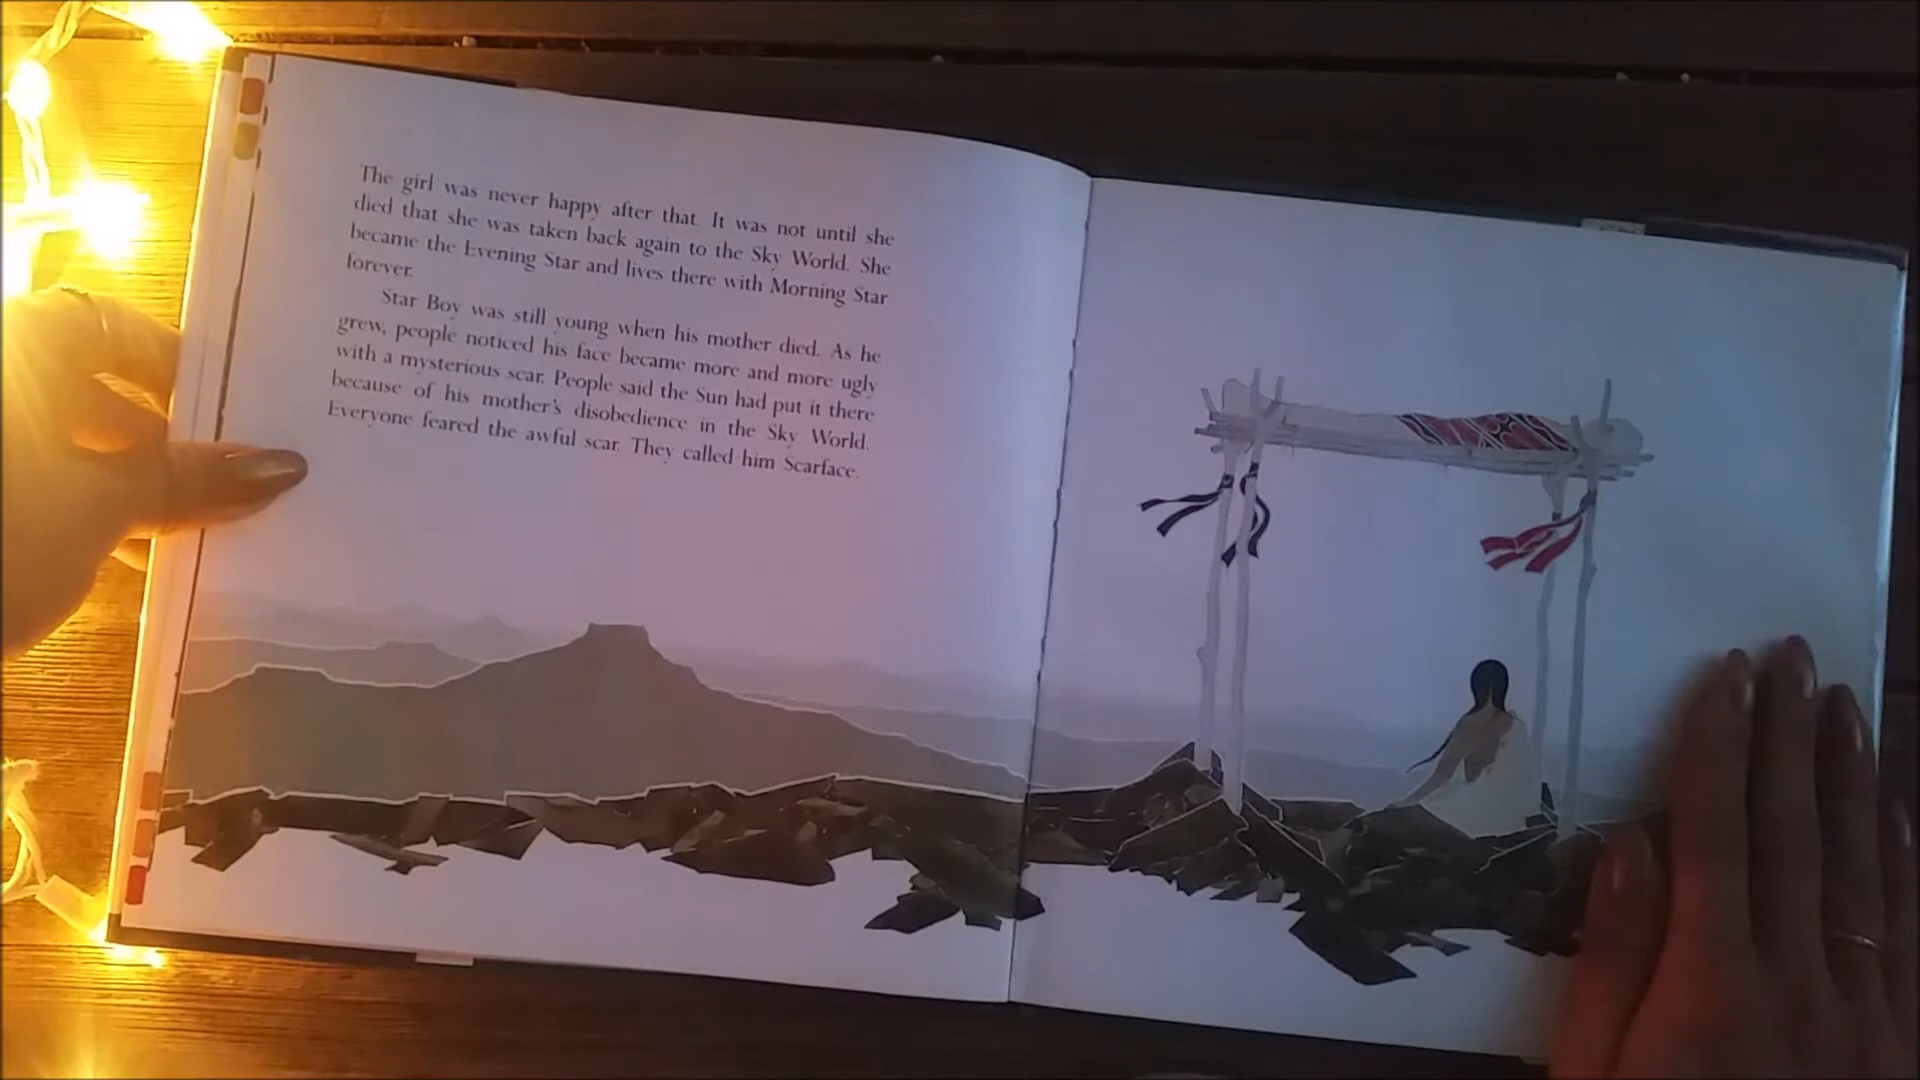 The girl was never happy after that. It was not until she
died that she was taken back again to the Sky World. She
became the Evening Star and lives there with Morning Star
forever.
Star Boy was still young when his mother died. As he
grew, people noticed his face became more and more ugly
with a mysterious scar. People said the Sun had put it there
because of his mother's disobedience in the Sky World.
Everyone feared the awful scar. They called him Scarface.